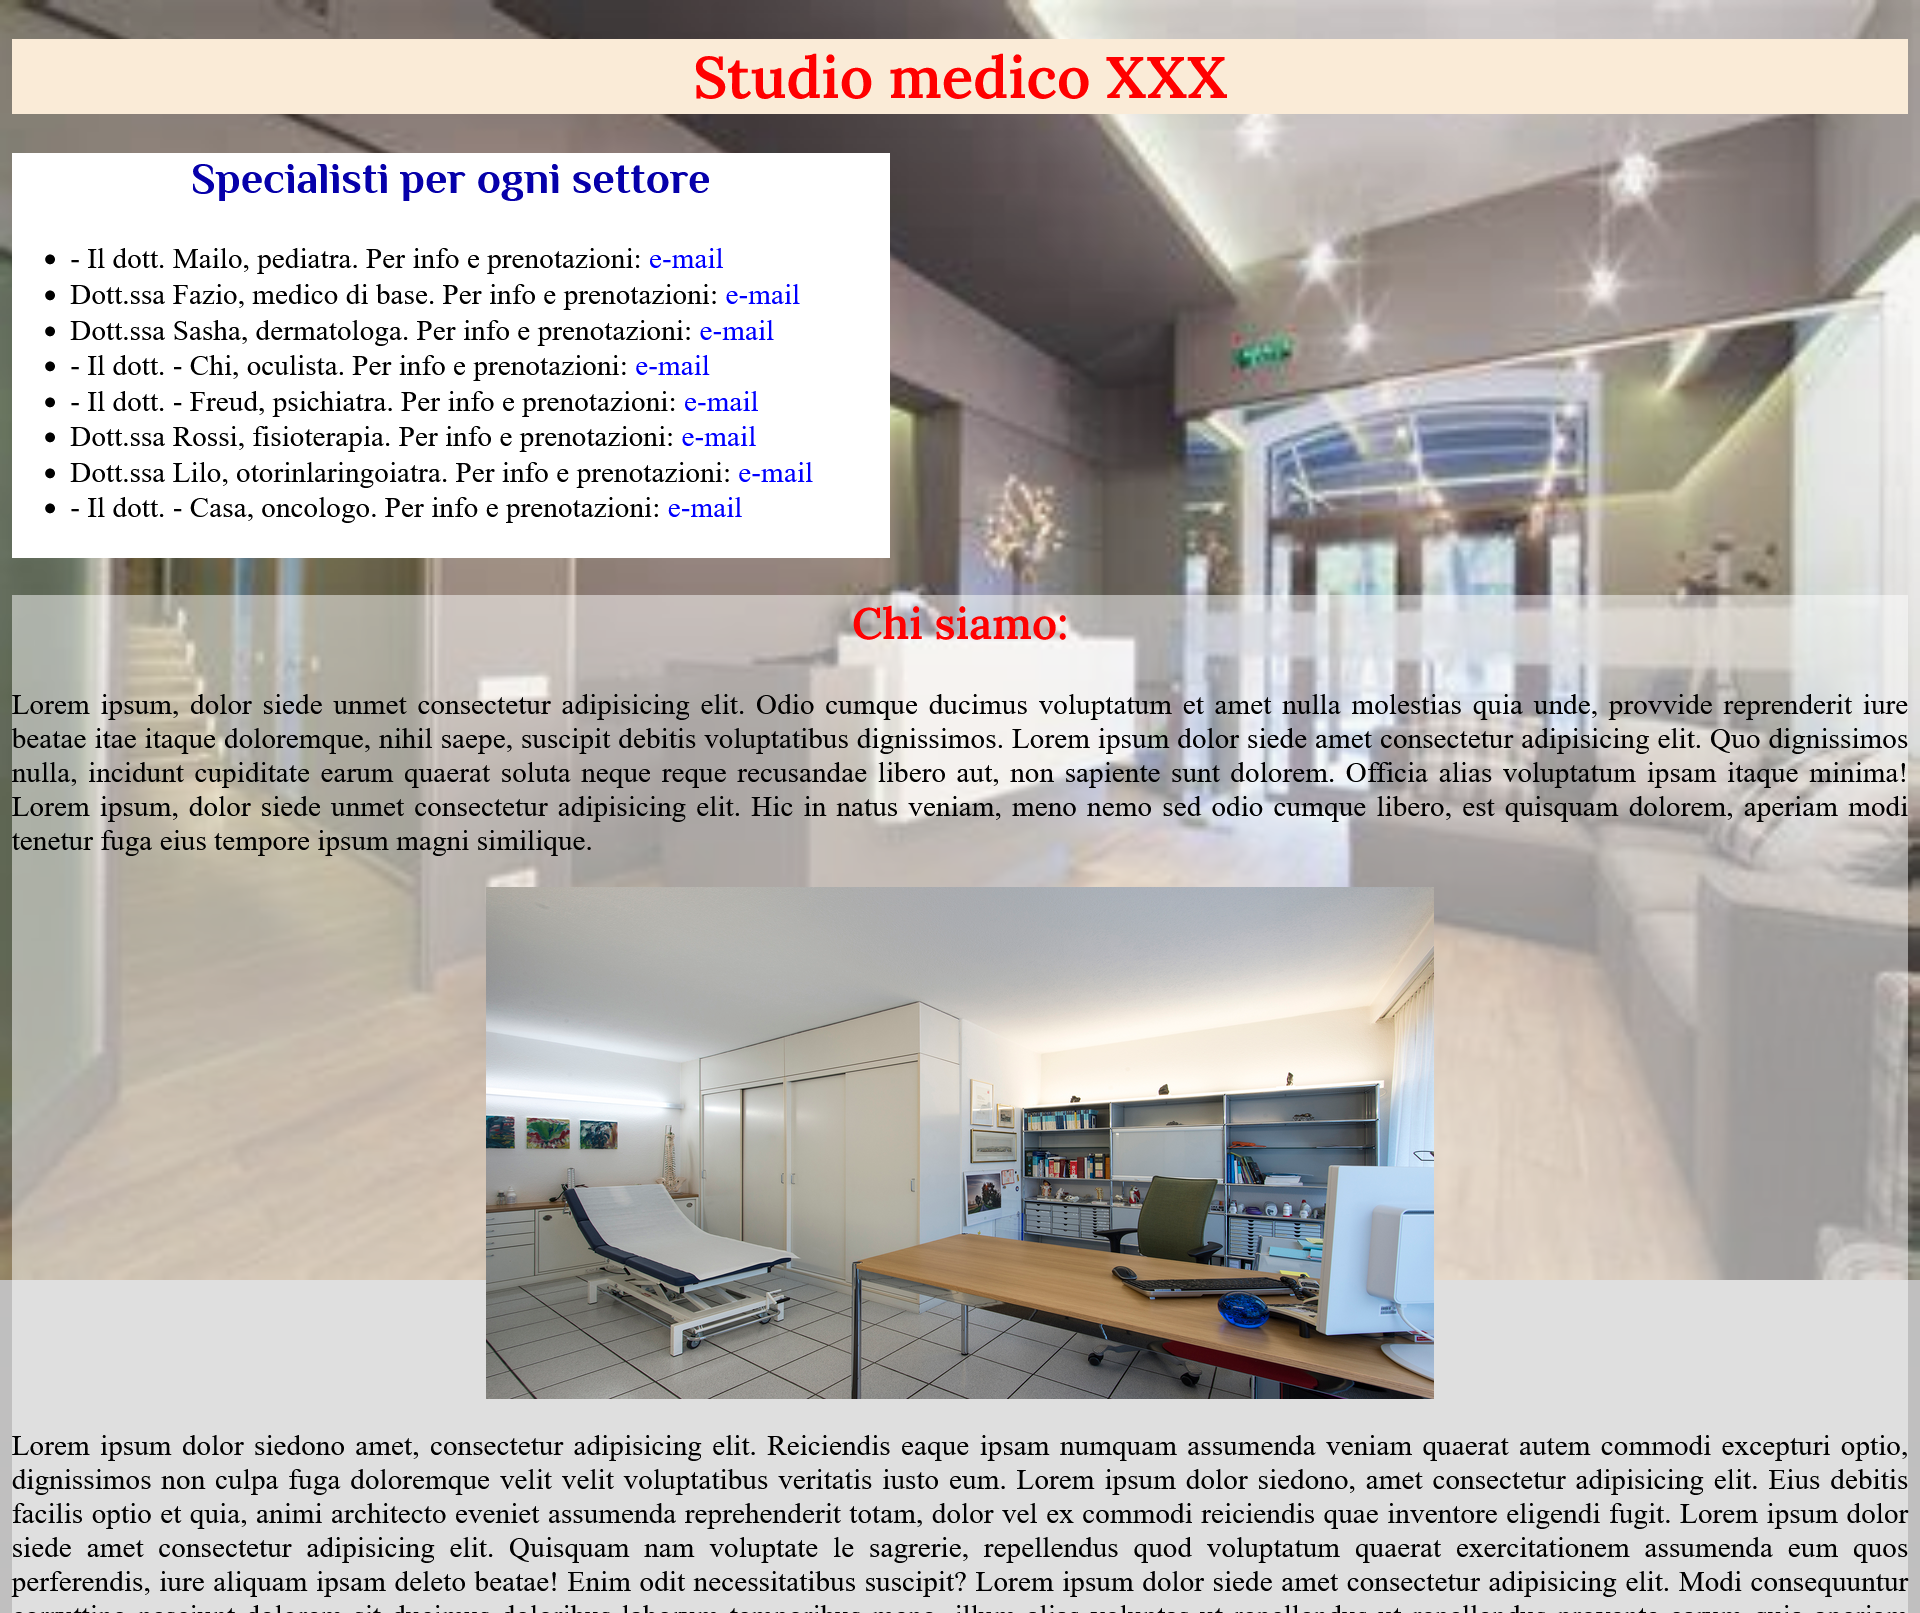 Studio medico XXX
Specialisti per ogni settore
- Il dott. Mailo, pediatra. Per info e prenotazioni: e-mail
Dott.ssa Fazio, medico di base. Per info e prenotazioni: e-mail
Dott.ssa Sasha, dermatologa. Per info e prenotazioni: e-mail
- Il dott. - Chi, oculista. Per info e prenotazioni: e-mail
- Il dott. - Freud, psichiatra. Per info e prenotazioni: e-mail
Dott.ssa Rossi, fisioterapia. Per info e prenotazioni: e-mail
Dott.ssa Lilo, otorinlaringoiatra. Per info e prenotazioni: e-mail
- Il dott. - Casa, oncologo. Per info e prenotazioni: e-mail
Chi siamo:
Lorem ipsum, dolor siede unmet consectetur adipisicing elit. Odio cumque ducimus voluptatum et amet nulla molestias quia unde, provvide reprenderit iure
beatae itae itaque doloremque, nihil saepe, suscipit debitis voluptatibus dignissimos. Lorem ipsum dolor siede amet consectetur adipisicing elit. Quo dignissimos
nulla, incidunt cupiditate earum quaerat soluta neque reque recusandae libero aut, non sapiente sunt dolorem. Officia alias voluptatum ipsam itaque minima!
Lorem ipsum, dolor siede unmet consectetur adipisicing elit. Hic in natus veniam, meno nemo sed odio cumque libero, est quisquam dolorem, aperiam modi
tenetur fuga eius tempore ipsum magni similique.
Lorem ipsum dolor siedono amet, consectetur adipisicing elit. Reiciendis eaque ipsam numquam assumenda veniam quaerat autem commodi excepturi optio,
dignissimos non culpa fuga doloremque velit velit voluptatibus veritatis iusto eum. Lorem ipsum dolor siedono, amet consectetur adipisicing elit. Eius debitis
facilis optio et quia, animi architecto eveniet assumenda reprehenderit totam, dolor vel ex commodi reiciendis quae inventore eligendi fugit. Lorem ipsum dolor
siede amet consectetur adipisicing elit. Quisquam nam voluptate le sagrerie, repellendus quod voluptatum quaerat exercitationem assumenda eum quos
perferendis, iure aliquam ipsam deleto beatae! Enim odit necessitatibus suscipit? Lorem ipsum dolor siede amet consectetur adipisicing elit. Modi consequuntur